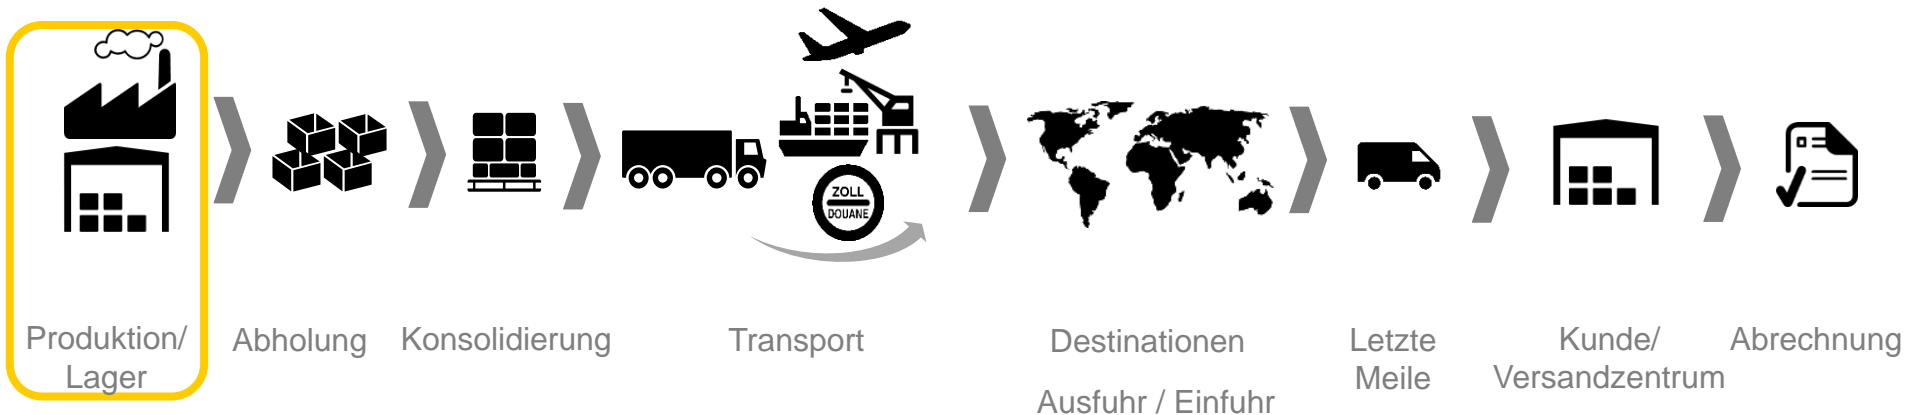 ZOLL
DOUANE
Produktion/
Lager
Abholung
Konsolidierung
Transport
Destinationen
Ausfuhr / Einfuhr
Letzte
Meile
Kunde/
Versandzentrum
Abrechnung